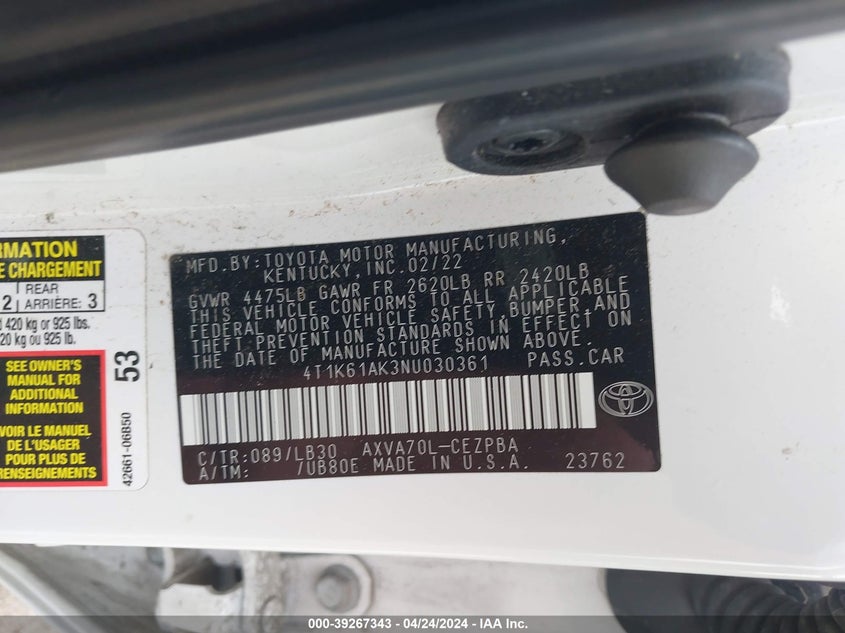 RMATION
E CHARGEMENT
REAR
2 ARRIÈRE: 3
420 kg or 925 lbs.
20 kg ou 925 lb.
SEE OWNER'S
MANUAL FOR
ADDITIONAL
INFORMATION
VOIR LE MANUEL
DE L'USAGER
POUR PLUS DE
RENSEIGNEMENTS
53
42661-06B50
MFD.BY:TOYOTA MOTOR MANUFACTURING,
KENTUCKY, INC.02/22
GVWR 4475LB GAWR FR 2620LB RR 2420LB
THIS VEHICLE CONFORMS TO ALL APPLICABLE
FEDERAL MOTOR VEHICLE SAFETY,BUMPER,AND
THEFT PREVENTION STANDARDS IN EFFECT ON
THE DATE OF MANUFACTURE SHOWN ABOVE.
4T1K61AK3NU030361 PASS.CAR
C/TR:089/LB30 AXVA70L-CEZPBA
A/TM: /UB80E MADE IN U.S.A. 23762
000-39267343 - 04/24/2024 - IAA Inc.